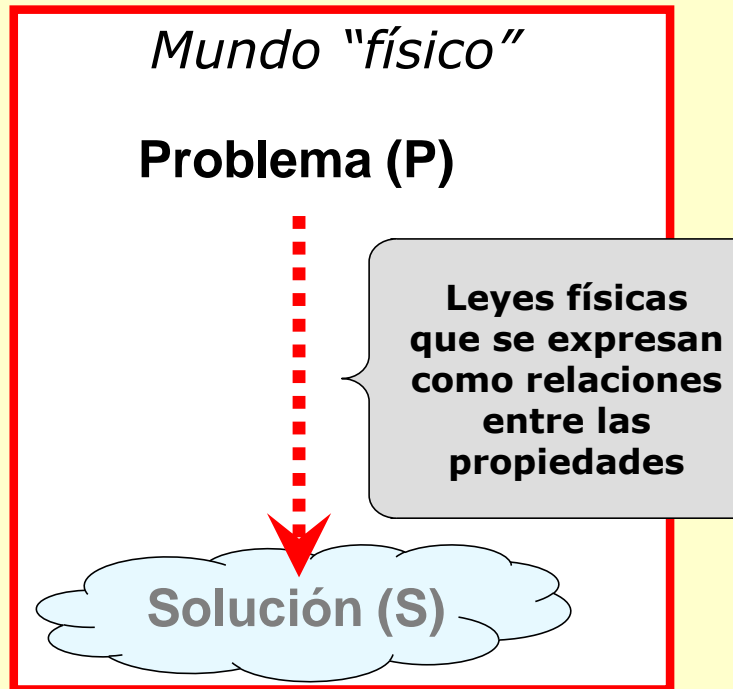 Mundo “físico”
Problema (P)
Leyes físicas
que se expresan
como relaciones
entre las
propiedades
Solución (S)